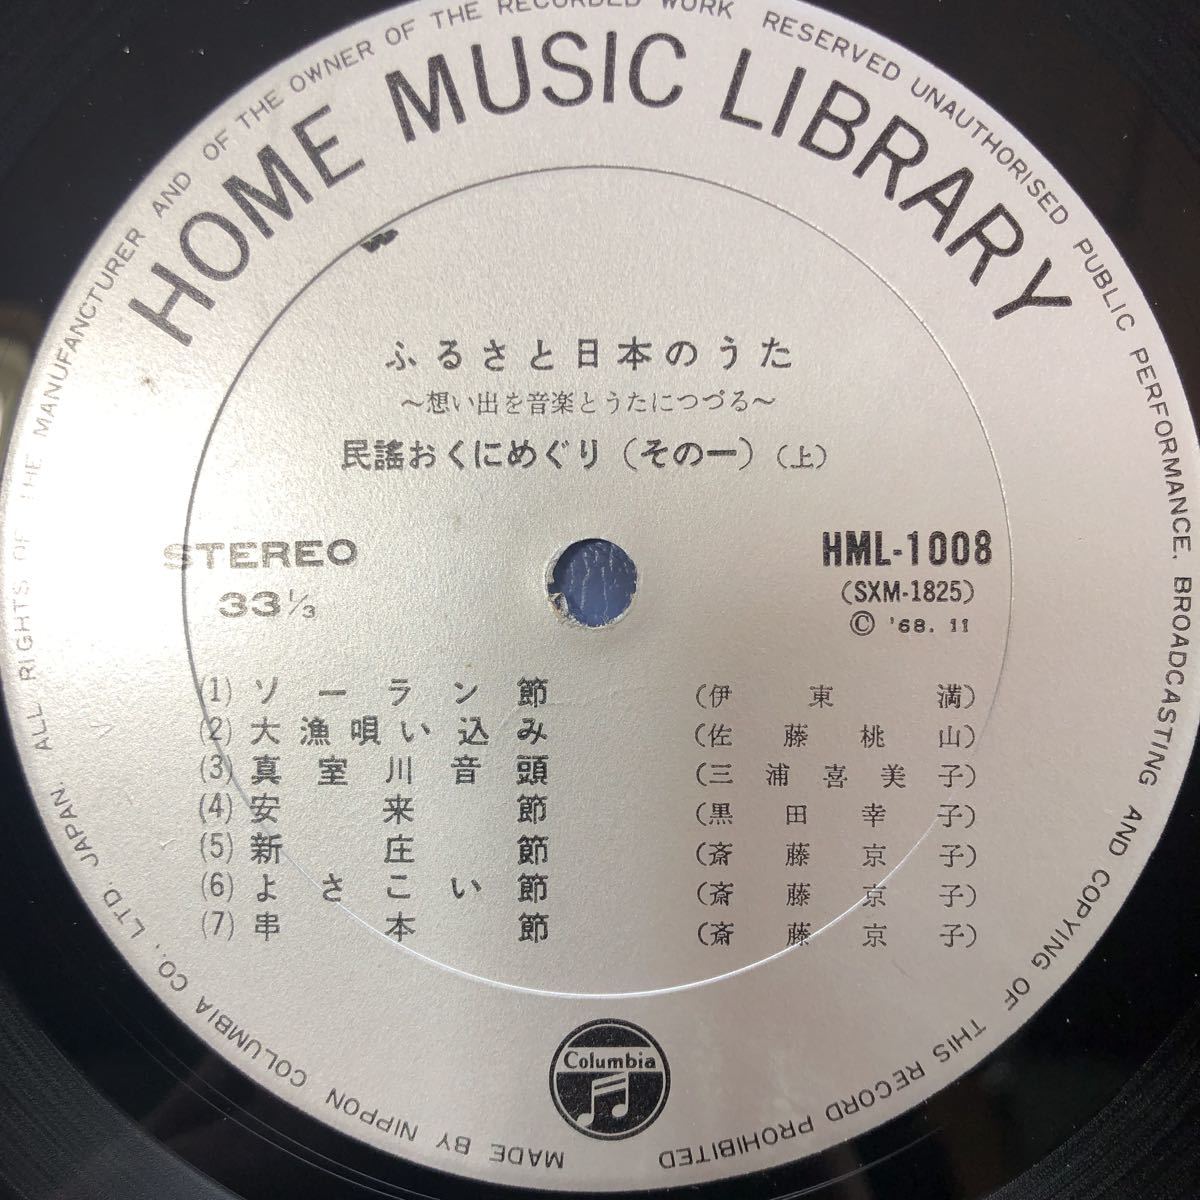 HOME MUSIC LIBRARY
ふるさと日本のうた
～想い出を音楽とうたにつづる～
民謡おくにめぐり（その一）（上）
STEREO
33⅓
HML-1008
(SXM-1825)
© '68. 11
(1) ソーラン節 (伊東満)
(2) 大漁唄い込み (佐藤桃山)
(3) 真室川音頭 (三浦喜美子)
(4) 安来節 (黒田幸子)
(5) 新庄節 (斎藤京子)
(6) よさこい節 (斎藤京子)
(7) 串本節 (斎藤京子)
Columbia
MADE BY NIPPON COLUMBIA CO., LTD. JAPAN. ALL RIGHTS OF THE MANUFANCTURER AND OF THE OWNER OF THE RECORDED WORK RESERVED UNAUTHORISED PUBLIC PERFORMANCE, BROADCASTING AND COPYING OF THIS RECORD PROHIBITED